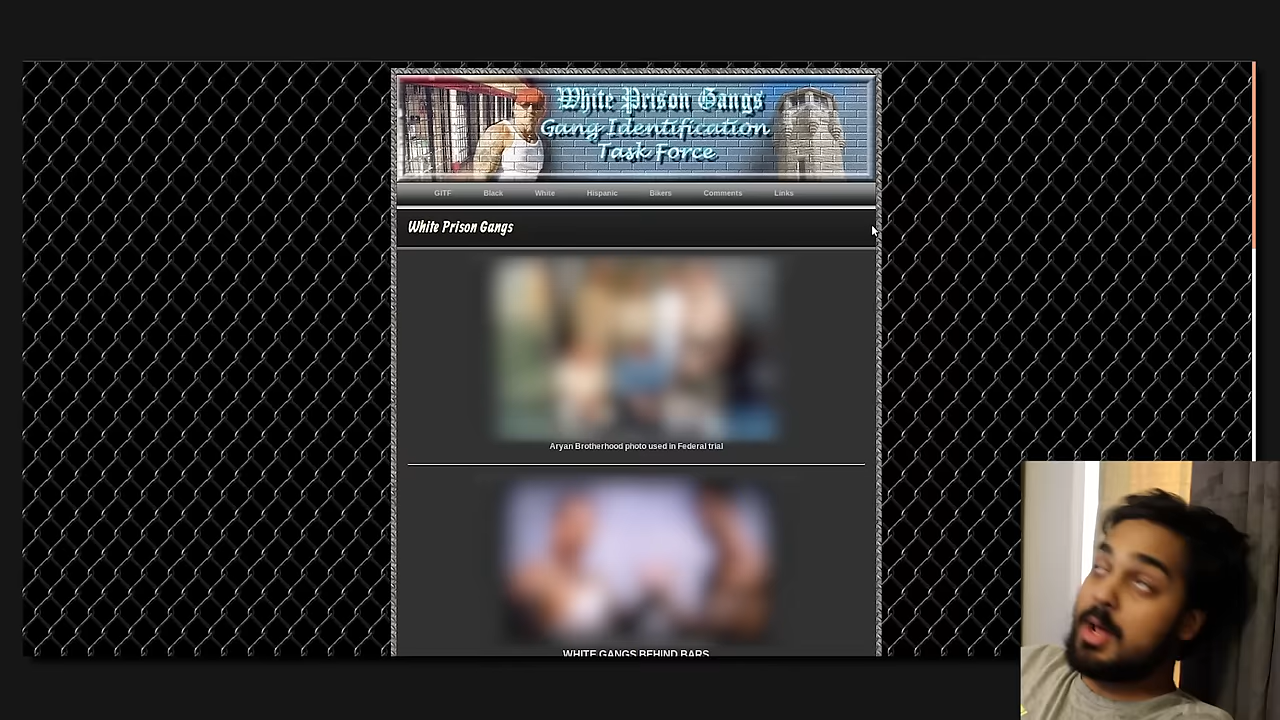 White Prison Gangs
Gang Identification
Task Force
GITF Black White Hispanic Bikers Comments Links
White Prison Gangs
Aryan Brotherhood photo used in Federal trial
WHITE GANGS BEHIND BARS